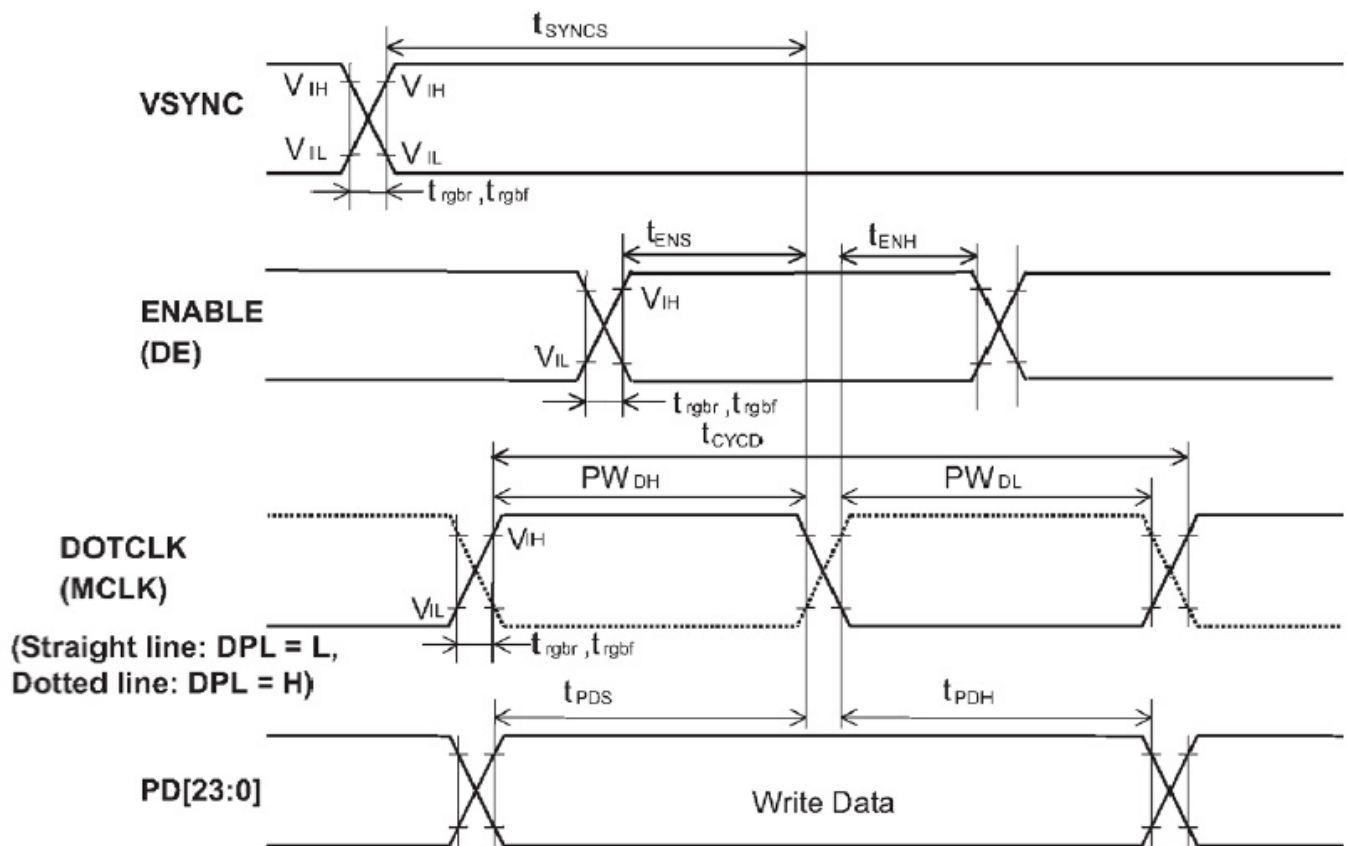 tSYNCS
VSYNC
VIH VIH
VIL VIL
trgbr ,trgbf
tENS tENH
ENABLE
(DE)
VIH
VIL
trgbr ,trgbf
tCYCD
PWDH PWDL
DOTCLK
(MCLK)
VIH
VIL
(Straight line: DPL = L,
Dotted line: DPL = H)
trgbr ,trgbf
tPDS tPDH
PD[23:0]
Write Data